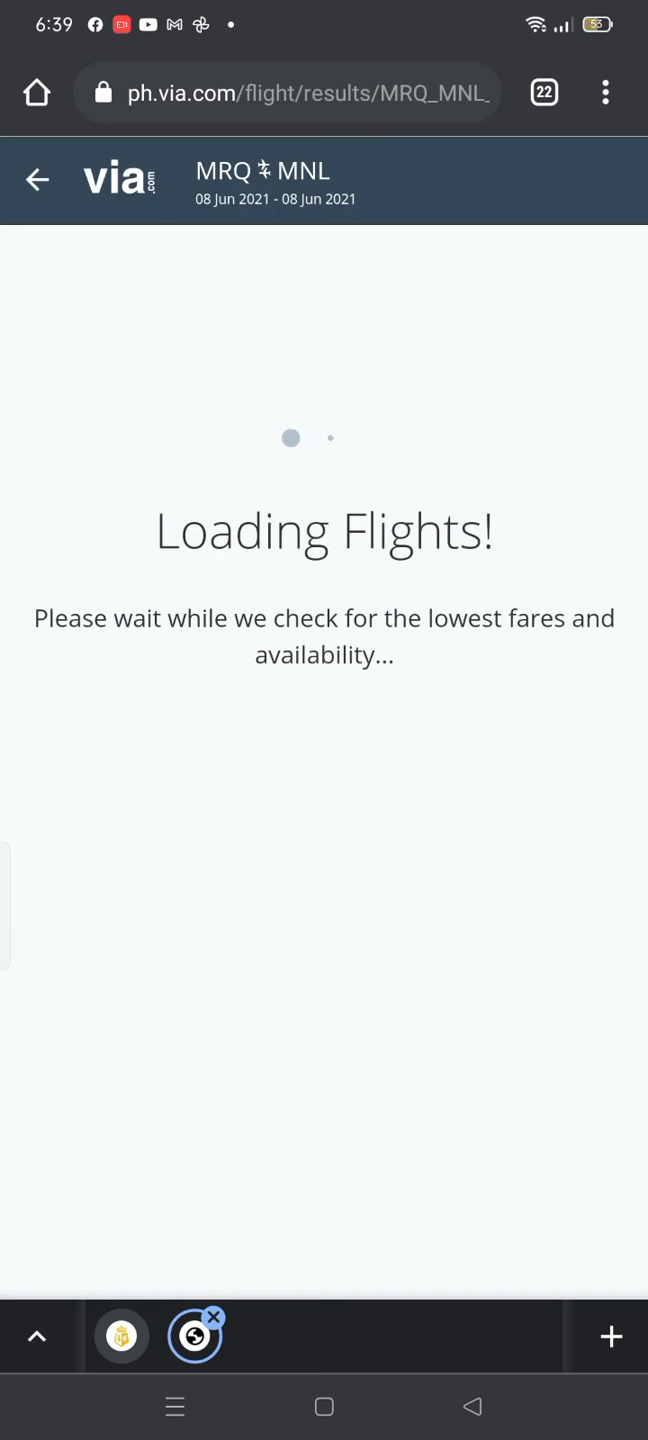 6:39
53
ph.via.com/flight/results/MRQ_MNL_
22
via.com
MRQ MNL
08 Jun 2021 - 08 Jun 2021
Loading Flights!
Please wait while we check for the lowest fares and
availability...